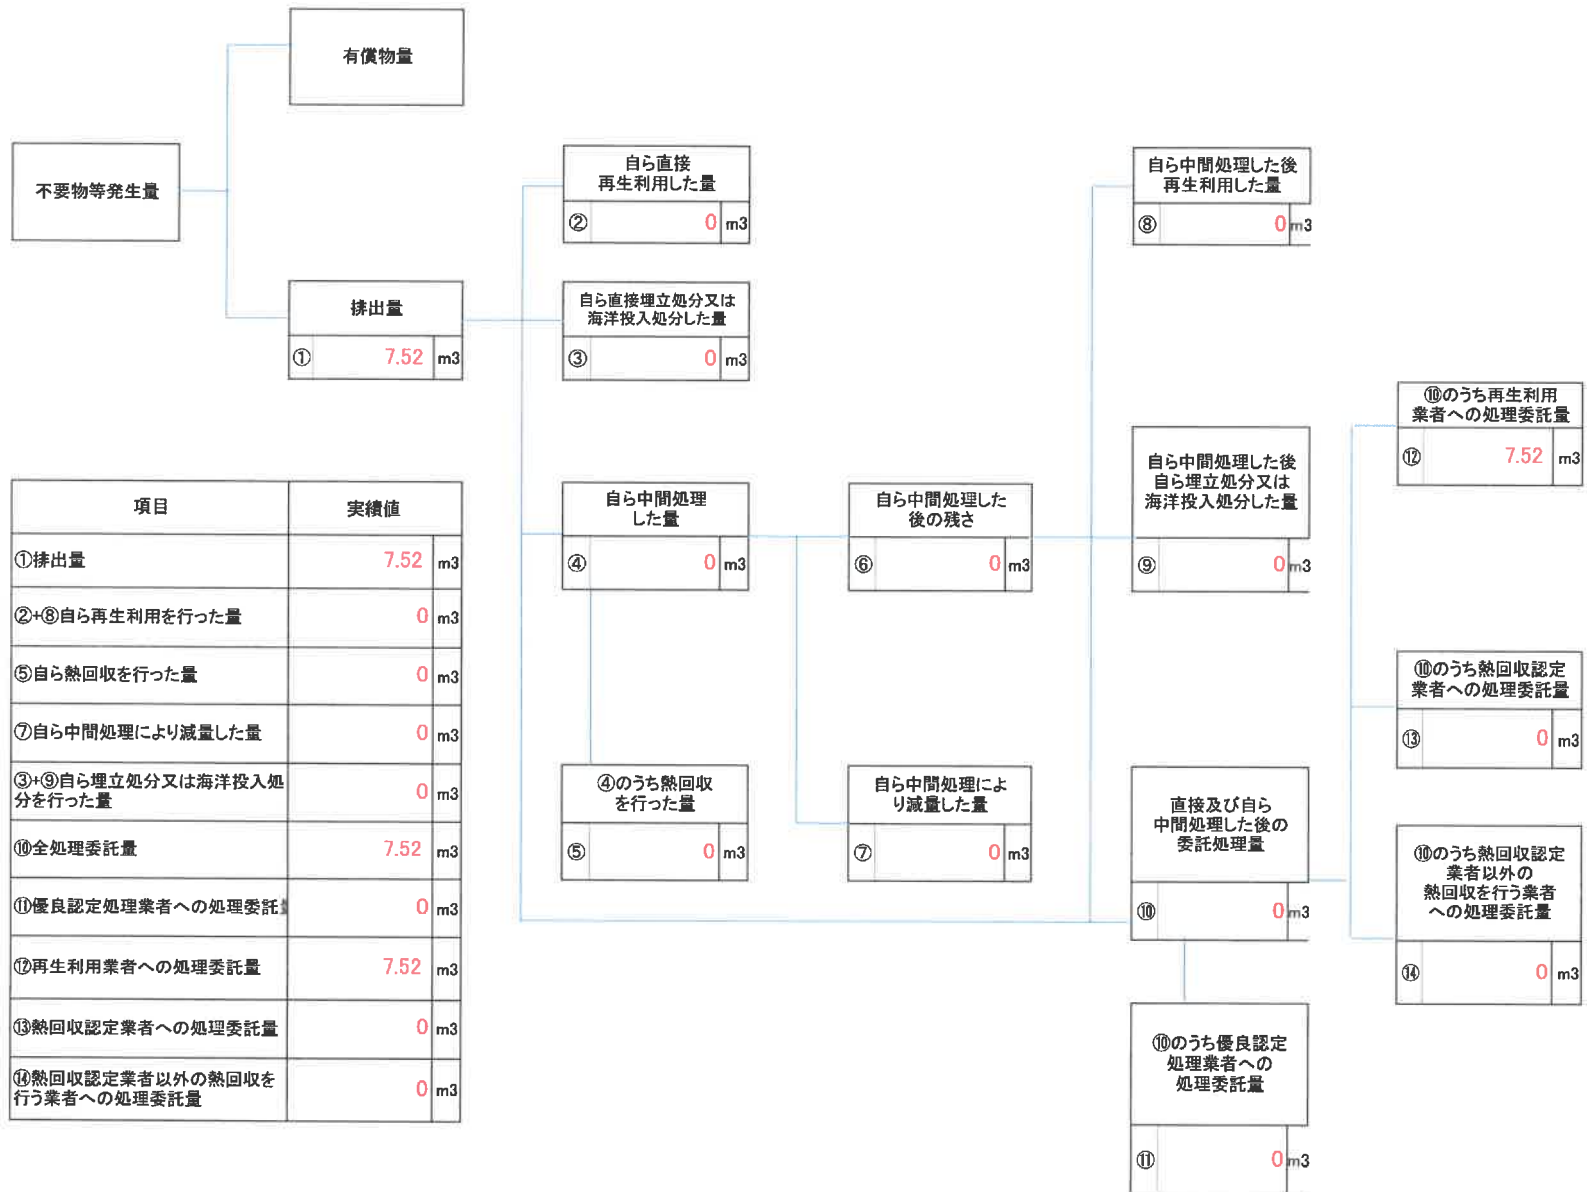 有償物量
不要物等発生量
排出量
① 7.52 m3
自ら直接
再生利用した量
② 0 m3
自ら直接埋立処分又は
海洋投入処分した量
③ 0 m3
自ら中間処理
した量
④ 0 m3
④のうち熱回収
を行った量
⑤ 0 m3
自ら中間処理した
後の残さ
⑥ 0 m3
自ら中間処理によ
り減量した量
⑦ 0 m3
自ら中間処理した後
再生利用した量
⑧ 0 m3
自ら中間処理した後
自ら埋立処分又は
海洋投入処分した量
⑨ 0 m3
直接及び自ら
中間処理した後の
委託処理量
⑩ 0 m3
⑩のうち優良認定
処理業者への
処理委託量
⑪ 0 m3
⑩のうち再生利用
業者への処理委託量
⑫ 7.52 m3
⑩のうち熱回収認定
業者への処理委託量
⑬ 0 m3
⑩のうち熱回収認定
業者以外の
熱回収を行う業者
への処理委託量
⑭ 0 m3
項目 実績値
①排出量 7.52 m3
②+⑧自ら再生利用を行った量 0 m3
⑤自ら熱回収を行った量 0 m3
⑦自ら中間処理により減量した量 0 m3
③+⑨自ら埋立処分又は海洋投入処
分を行った量 0 m3
⑩全処理委託量 7.52 m3
⑪優良認定処理業者への処理委託 0 m3
⑫再生利用業者への処理委託量 7.52 m3
⑬熱回収認定業者への処理委託量 0 m3
⑭熱回収認定業者以外の熱回収を
行う業者への処理委託量 0 m3